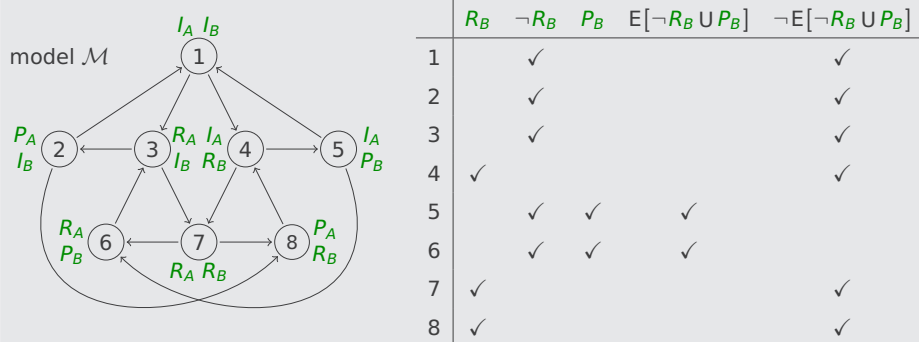 model M
I_A I_B
1
P_A
I_B
2
3
R_A
I_B
I_A
R_B
4
5
I_A
P_B
R_A
P_B
6
7
R_A R_B
8
P_A
R_B
R_B ¬R_B P_B E[¬R_B U P_B] ¬E[¬R_B U P_B]
1 ✓ ✓
2 ✓ ✓
3 ✓ ✓
4 ✓ ✓
5 ✓ ✓ ✓
6 ✓ ✓ ✓
7 ✓ ✓
8 ✓ ✓